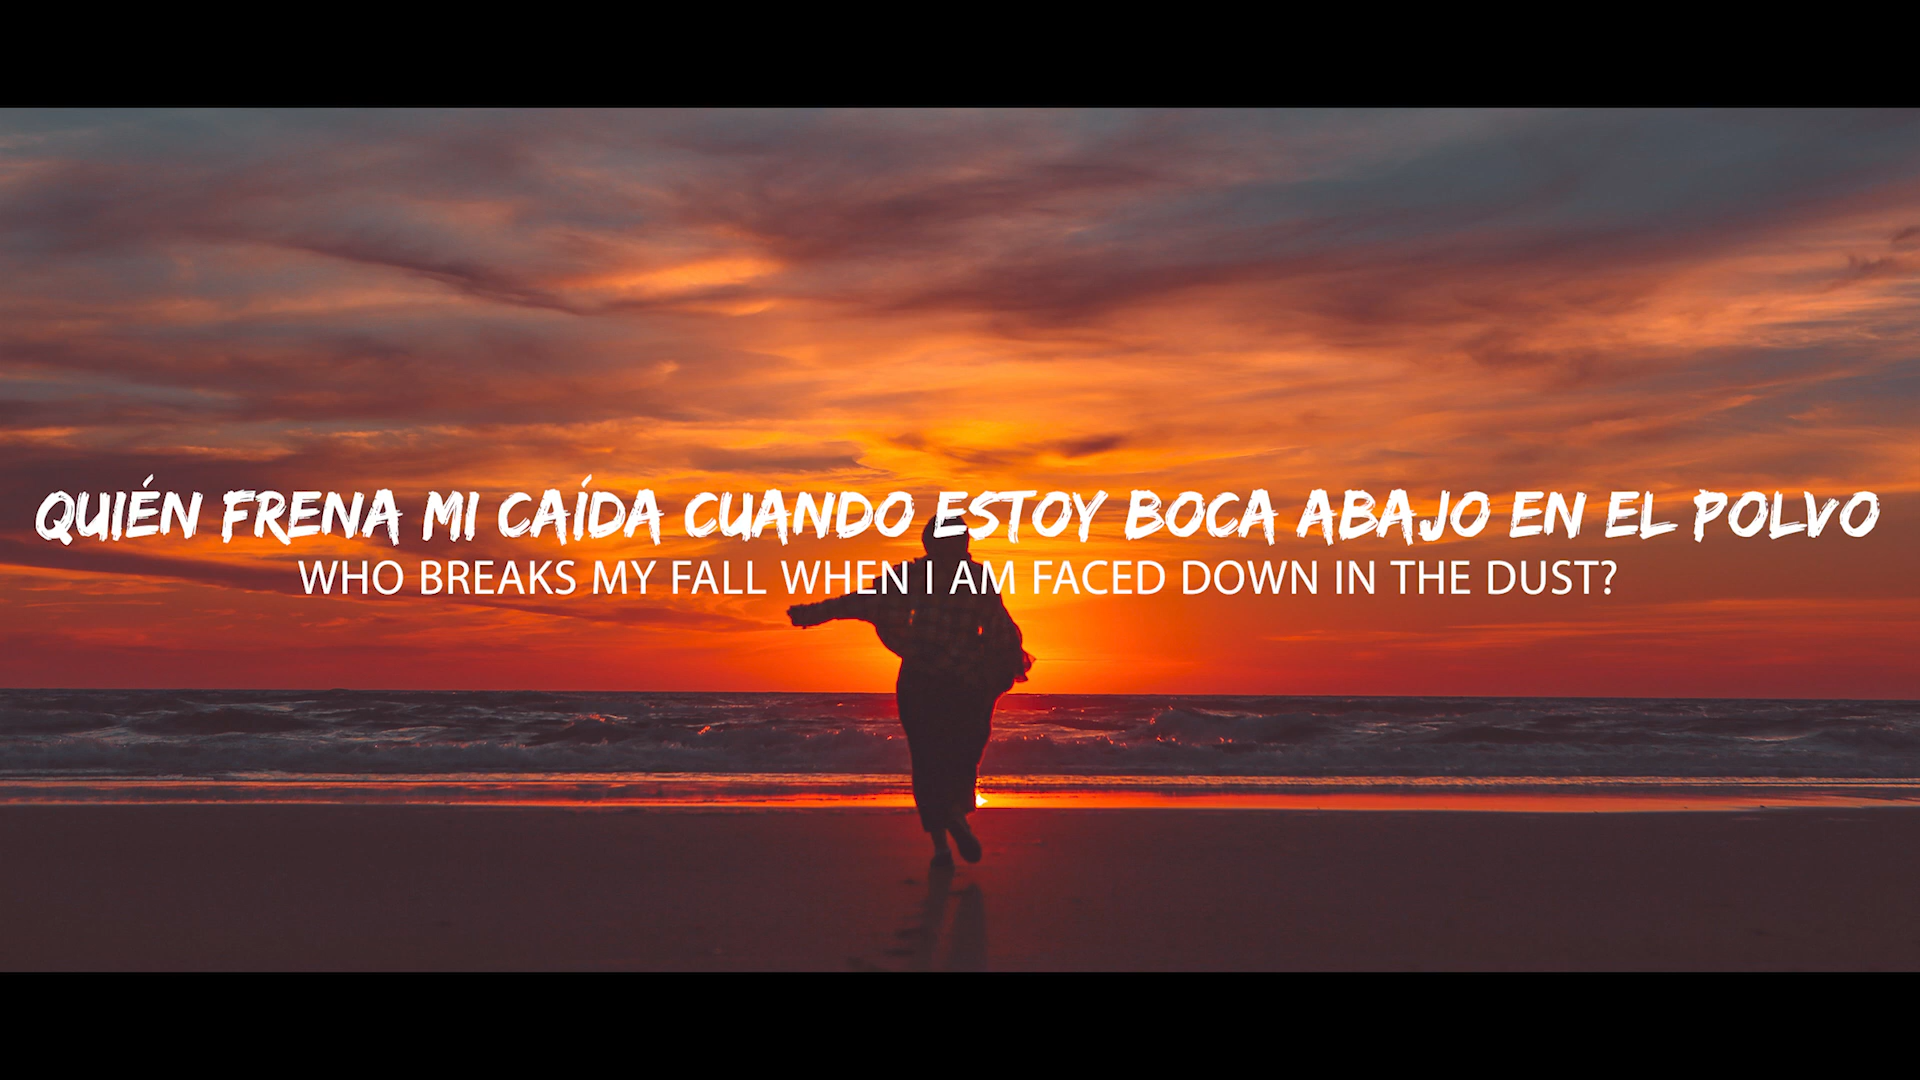 QUIÉN FRENA MI CAÍDA CUANDO ESTOY BOCA ABAJO EN EL POLVO
WHO BREAKS MY FALL WHEN I AM FACED DOWN IN THE DUST?